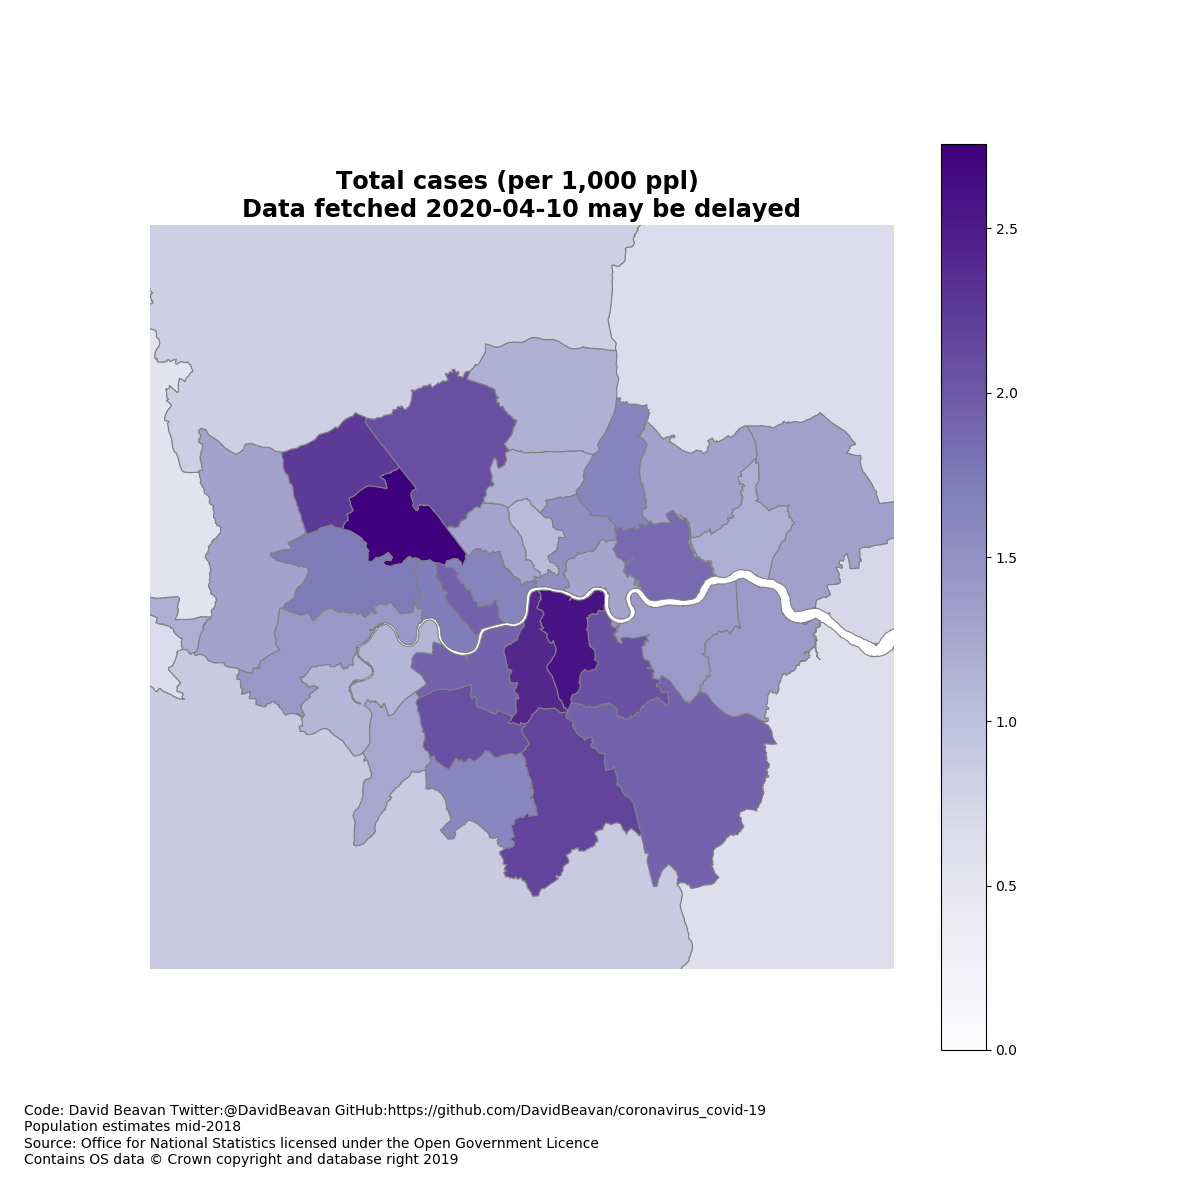 Total cases (per 1,000 ppl)
Data fetched 2020-04-10 may be delayed
2.5
2.0
1.5
1.0
0.5
0.0
Code: David Beavan Twitter:@DavidBeavan GitHub:https://github.com/DavidBeavan/coronavirus_covid-19
Population estimates mid-2018
Source: Office for National Statistics licensed under the Open Government Licence
Contains OS data © Crown copyright and database right 2019